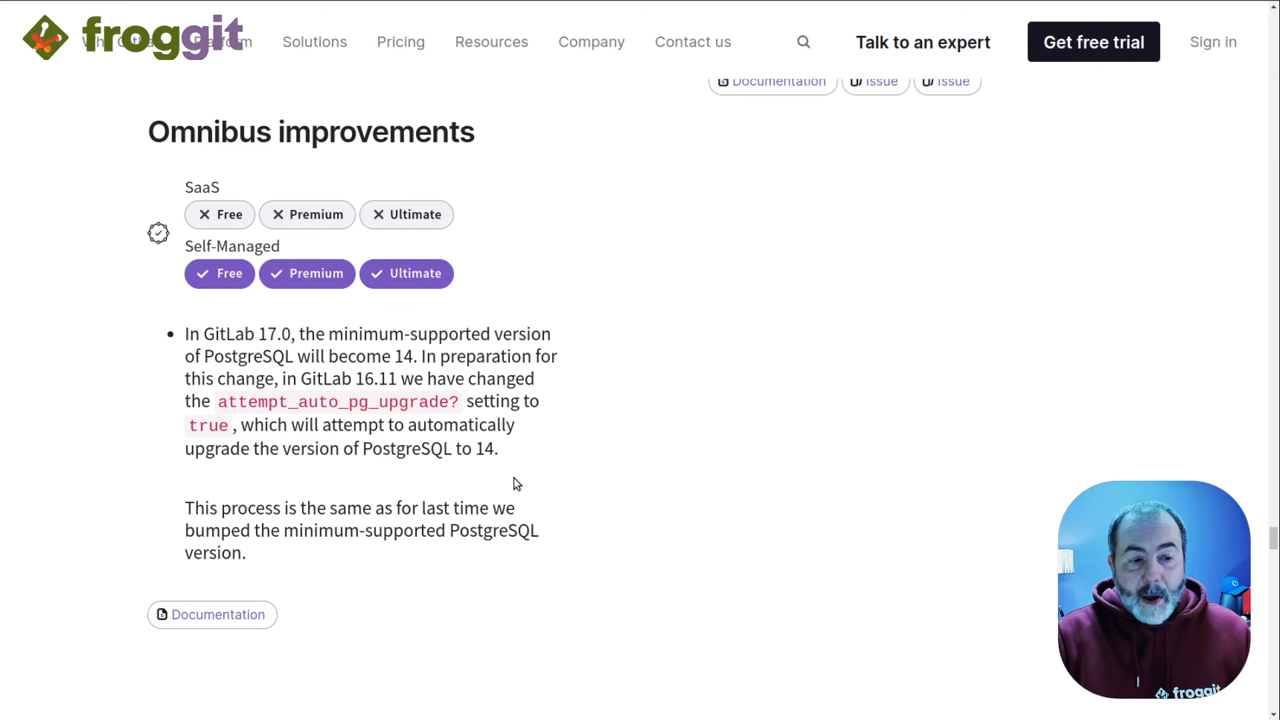 froggit
Solutions
Pricing
Resources
Company
Contact us
Talk to an expert
Get free trial
Sign in
Documentation
Issue
Issue
Omnibus improvements
SaaS
Free
Premium
Ultimate
Self-Managed
Free
Premium
Ultimate
In GitLab 17.0, the minimum-supported version
of PostgreSQL will become 14. In preparation for
this change, in GitLab 16.11 we have changed
the attempt_auto_pg_upgrade? setting to
true, which will attempt to automatically
upgrade the version of PostgreSQL to 14.
This process is the same as for last time we
bumped the minimum-supported PostgreSQL
version.
Documentation
froggit